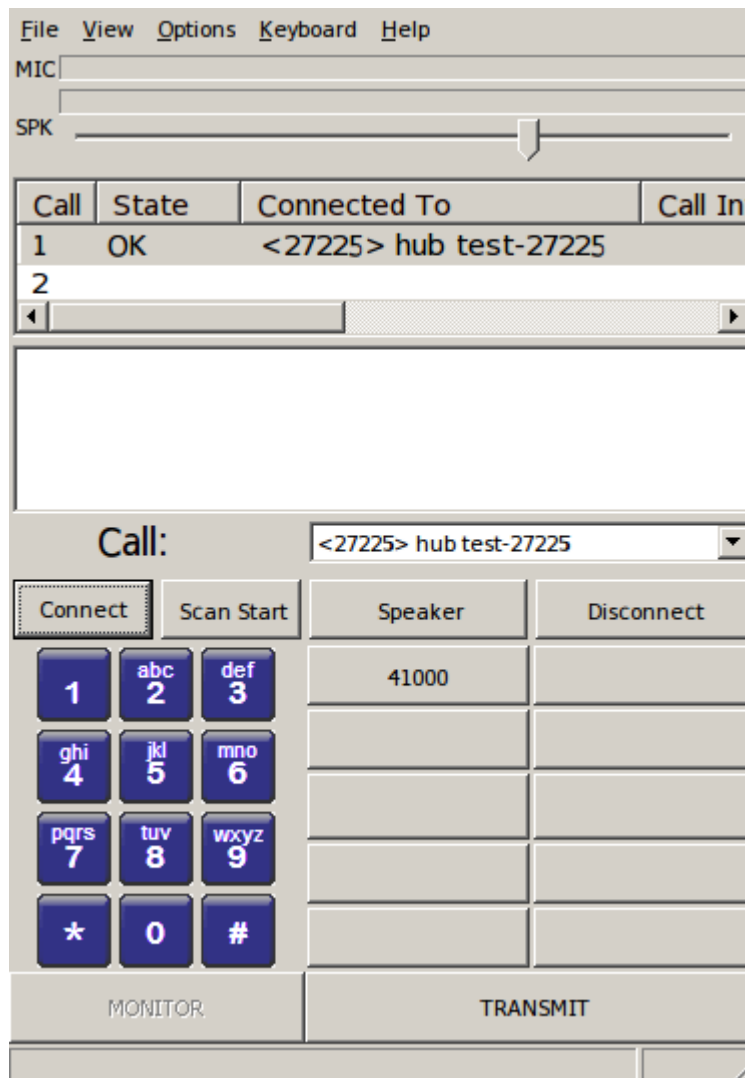 File View Options Keyboard Help
MIC
SPK
Call State Connected To Call In
1 OK <27225> hub test-27225
2
Call: <27225> hub test-27225
Connect Scan Start Speaker Disconnect
1 abc 2 def 3 41000
ghi 4 jkl 5 mno 6
pqrs 7 tuv 8 wxyz 9
* 0 #
MONITOR TRANSMIT